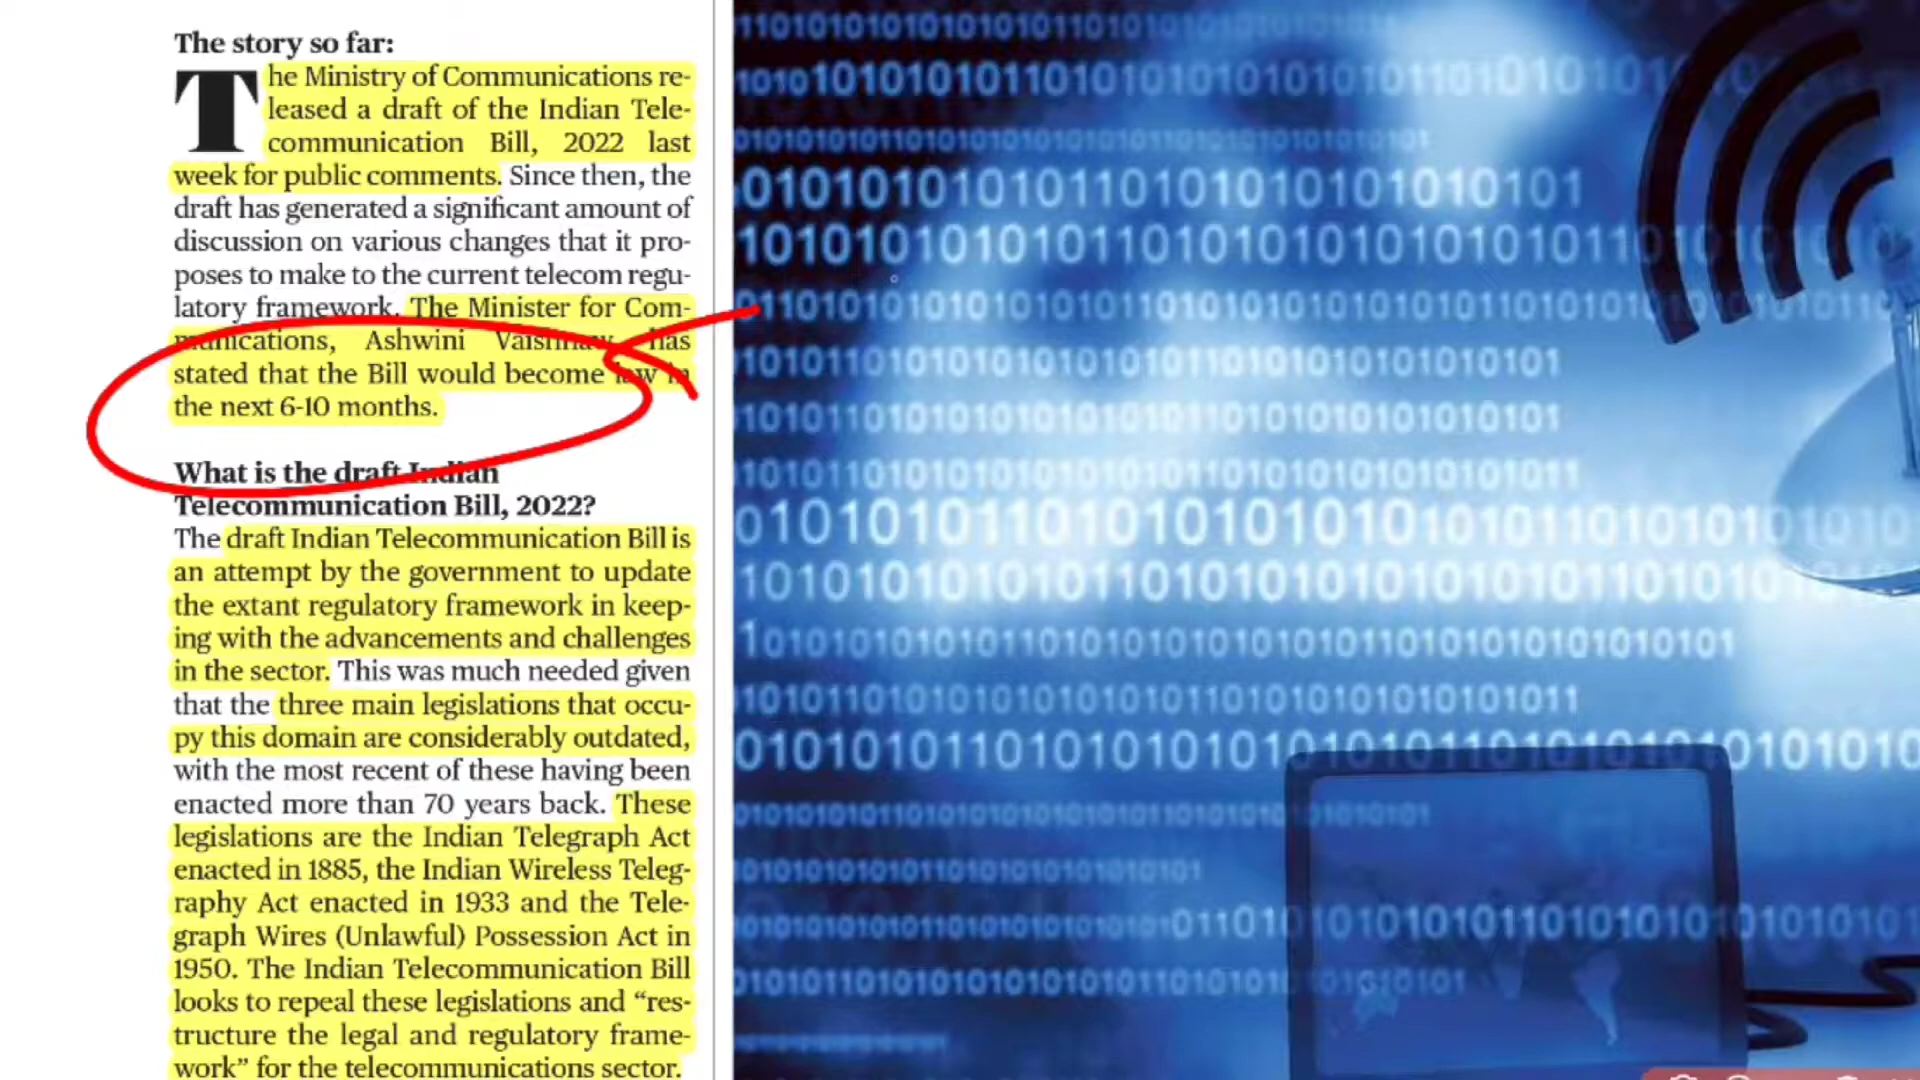 The story so far:
The Ministry of Communications re-
leased a draft of the Indian Tele-
communication Bill, 2022 last
week for public comments. Since then, the
draft has generated a significant amount of
discussion on various changes that it pro-
poses to make to the current telecom regu-
latory framework. The Minister for Com-
munications, Ashwini Vaishnaw, has
stated that the Bill would become law in
the next 6-10 months.
What is the draft Indian
Telecommunication Bill, 2022?
The draft Indian Telecommunication Bill is
an attempt by the government to update
the extant regulatory framework in keep-
ing with the advancements and challenges
in the sector. This was much needed given
that the three main legislations that occu-
py this domain are considerably outdated,
with the most recent of these having been
enacted more than 70 years back. These
legislations are the Indian Telegraph Act
enacted in 1885, the Indian Wireless Teleg-
raphy Act enacted in 1933 and the Tele-
graph Wires (Unlawful) Possession Act in
1950. The Indian Telecommunication Bill
looks to repeal these legislations and “res-
tructure the legal and regulatory frame-
work” for the telecommunications sector.